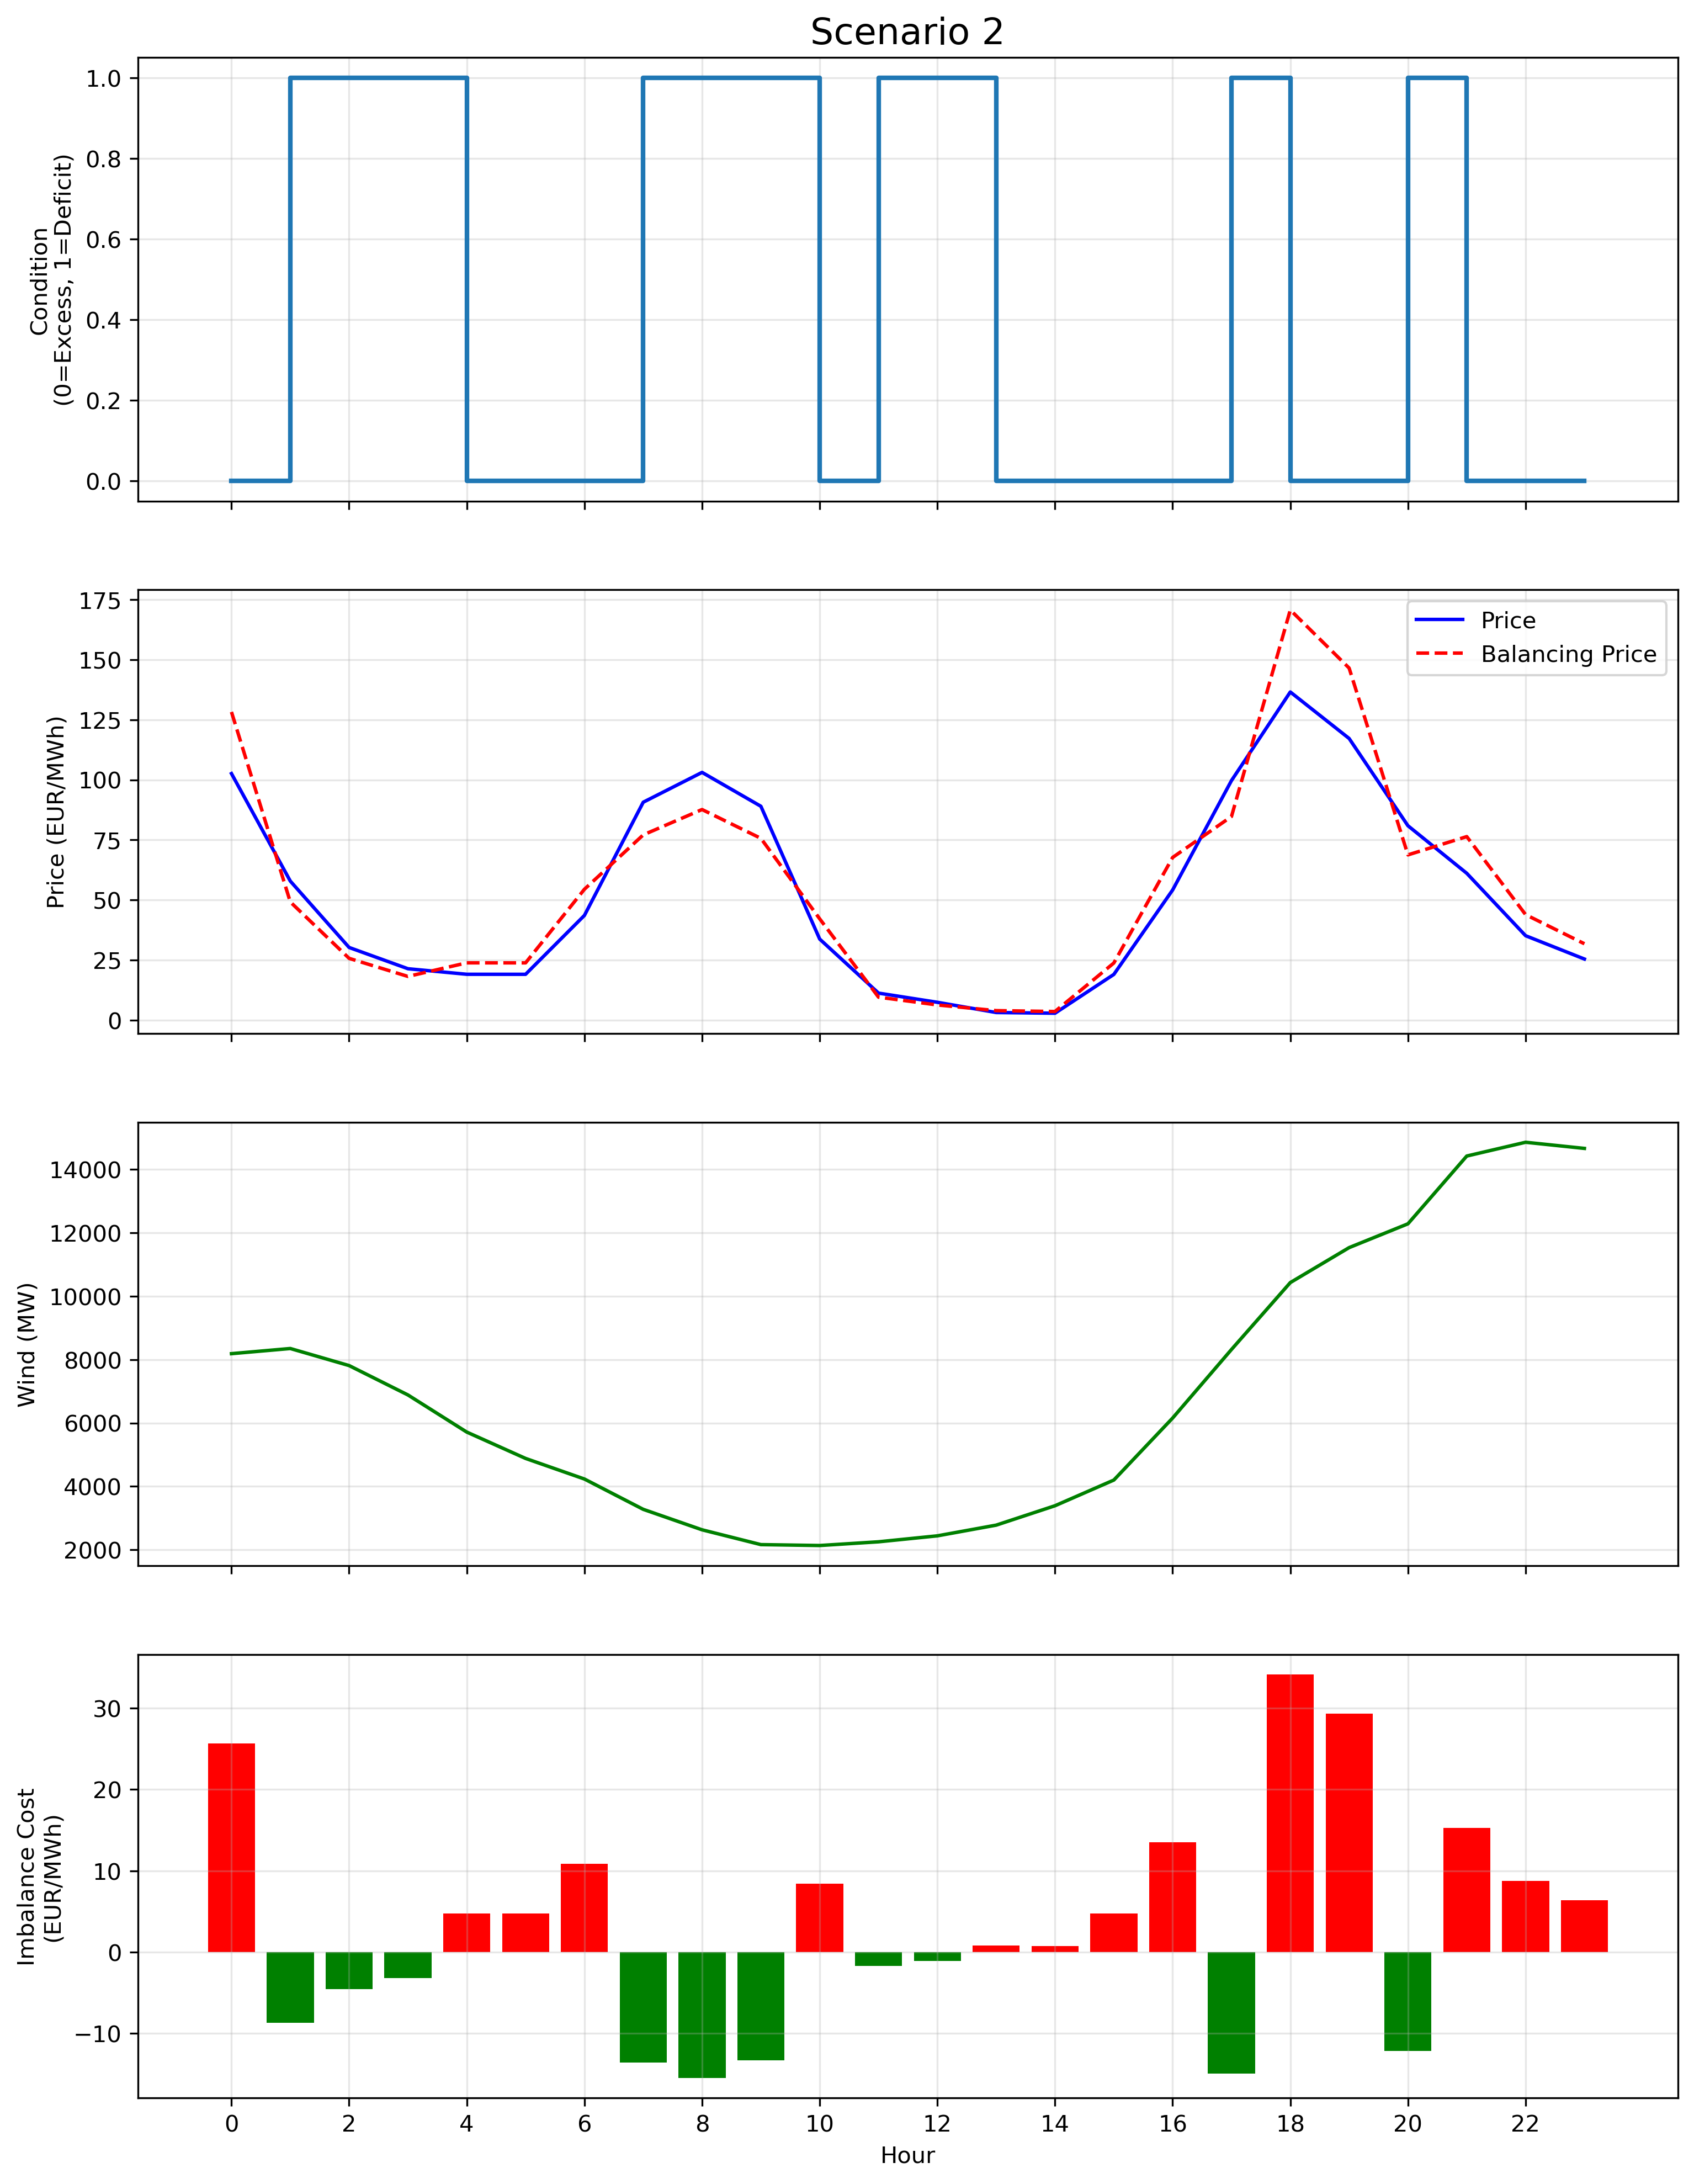 Scenario 2
1.0
0.8
0.6
0.4
0.2
0.0
Condition
(0=Excess, 1=Deficit)
175
150
125
100
75
50
25
0
Price (EUR/MWh)
Price
Balancing Price
14000
12000
10000
8000
6000
4000
2000
Wind (MW)
30
20
10
0
−10
Imbalance Cost
(EUR/MWh)
0 2 4 6 8 10 12 14 16 18 20 22
Hour